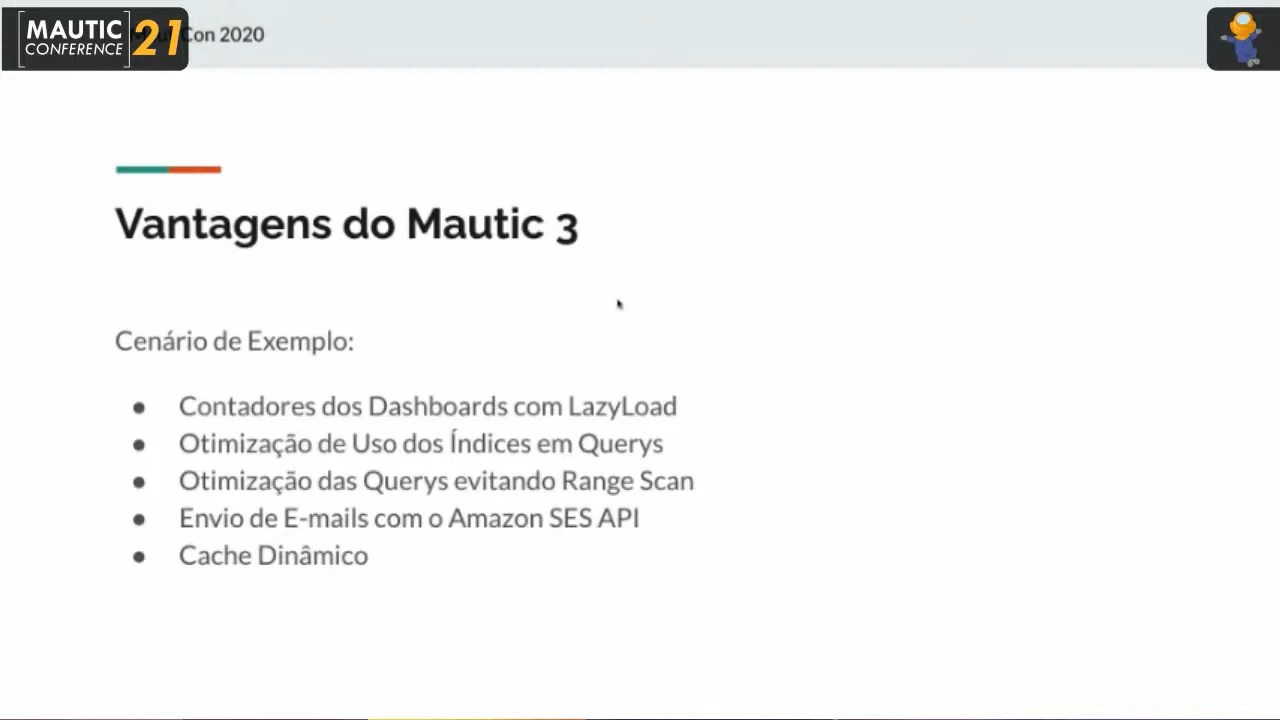 MAUTIC
CONFERENCE 21
Con 2020
Vantagens do Mautic 3
Cenário de Exemplo:
● Contadores dos Dashboards com LazyLoad
● Otimização de Uso dos Índices em Querys
● Otimização das Querys evitando Range Scan
● Envio de E-mails com o Amazon SES API
● Cache Dinâmico